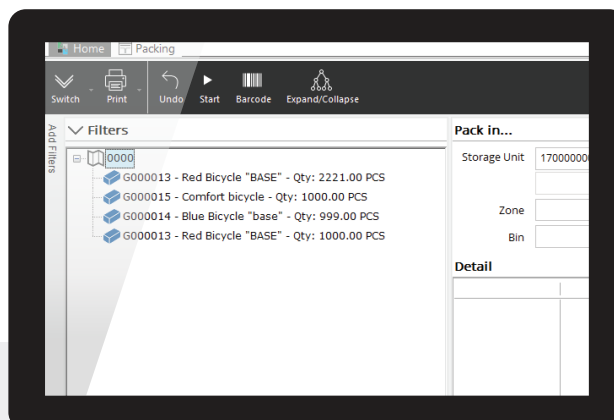 Home Packing
Switch Print Undo Start Barcode Expand/Collapse
Add Filters
Filters
0000
G000013 - Red Bicycle "BASE" - Qty: 2221.00 PCS
G000015 - Comfort bicycle - Qty: 1000.00 PCS
G000014 - Blue Bicycle "base" - Qty: 999.00 PCS
G000013 - Red Bicycle "BASE" - Qty: 1000.00 PCS
Pack in...
Storage Unit
Zone
Bin
Detail